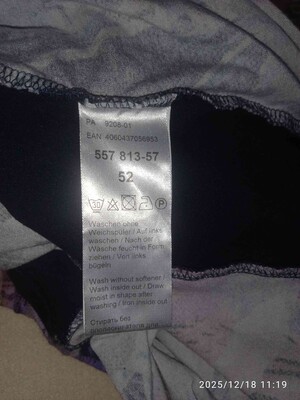 PA 9208-01
EAN 4060437056953
557 813-57
52
Waschen ohne
Weichspüler / Auf links
waschen / Nach der
Wäsche feucht in Form
ziehen / Von links
bügeln
Wash without softener /
Wash inside out / Draw
moist in shape after
washing / Iron inside out
Стирать без
2025/12/18 11:19